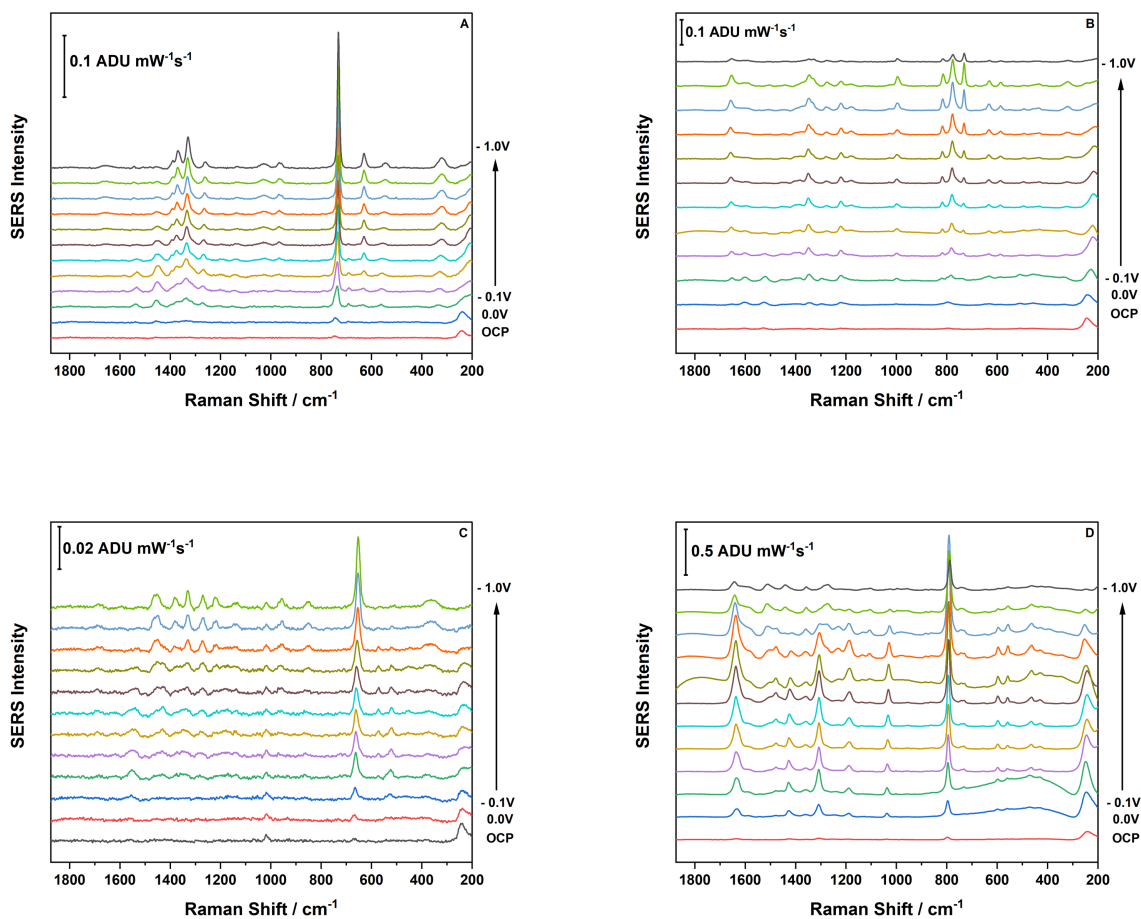 A
0.1 ADU mW⁻¹s⁻¹
SERS Intensity
- 1.0V
- 0.1V
0.0V
OCP
1800 1600 1400 1200 1000 800 600 400 200
Raman Shift / cm⁻¹
B
0.1 ADU mW⁻¹s⁻¹
SERS Intensity
- 1.0V
- 0.1V
0.0V
OCP
1800 1600 1400 1200 1000 800 600 400 200
Raman Shift / cm⁻¹
C
0.02 ADU mW⁻¹s⁻¹
SERS Intensity
- 1.0V
- 0.1V
0.0V
OCP
1800 1600 1400 1200 1000 800 600 400 200
Raman Shift / cm⁻¹
D
0.5 ADU mW⁻¹s⁻¹
SERS Intensity
- 1.0V
- 0.1V
0.0V
OCP
1800 1600 1400 1200 1000 800 600 400 200
Raman Shift / cm⁻¹